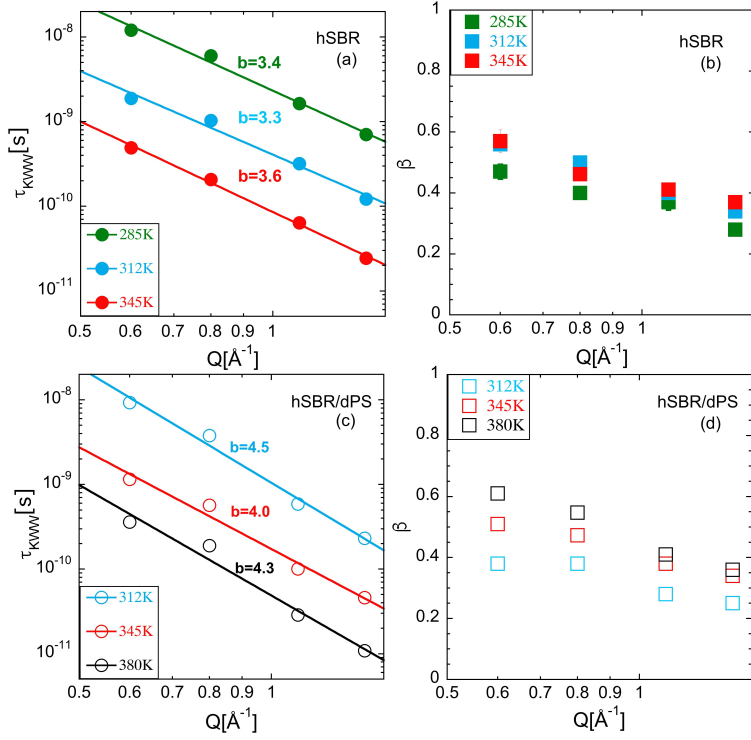 10⁻⁸
10⁻⁹
10⁻¹⁰
10⁻¹¹
τKWW[s]
hSBR
(a)
b=3.4
b=3.3
b=3.6
285K
312K
345K
0.5 0.6 0.7 0.8 0.9 1
Q[Å⁻¹]
1
0.8
0.6
0.4
0.2
0
β
285K
312K
345K
hSBR
(b)
0.5 0.6 0.7 0.8 0.9 1
Q[Å⁻¹]
10⁻⁸
10⁻⁹
10⁻¹⁰
10⁻¹¹
τKWW[s]
hSBR/dPS
(c)
b=4.5
b=4.0
b=4.3
312K
345K
380K
0.5 0.6 0.7 0.8 0.9 1
Q[Å⁻¹]
1
0.8
0.6
0.4
0.2
0
β
312K
345K
380K
hSBR/dPS
(d)
0.5 0.6 0.7 0.8 0.9 1
Q[Å⁻¹]